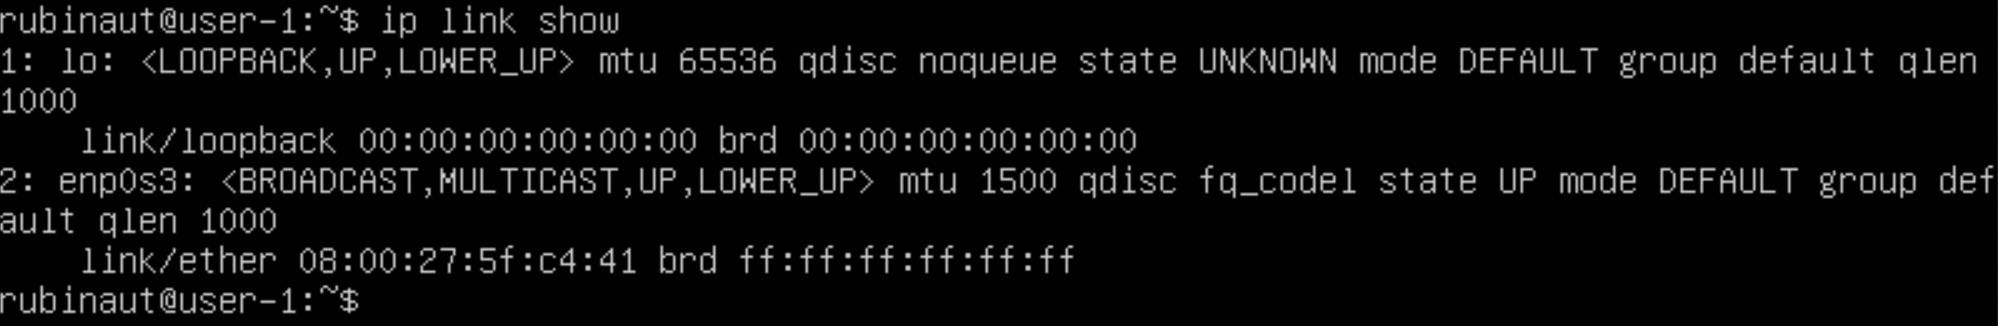 rubinaut@user-1:~$ ip link show
1: lo: <LOOPBACK,UP,LOWER_UP> mtu 65536 qdisc noqueue state UNKNOWN mode DEFAULT group default qlen
1000
    link/loopback 00:00:00:00:00:00 brd 00:00:00:00:00:00
2: enp0s3: <BROADCAST,MULTICAST,UP,LOWER_UP> mtu 1500 qdisc fq_codel state UP mode DEFAULT group def
ault qlen 1000
    link/ether 08:00:27:5f:c4:41 brd ff:ff:ff:ff:ff:ff
rubinaut@user-1:~$